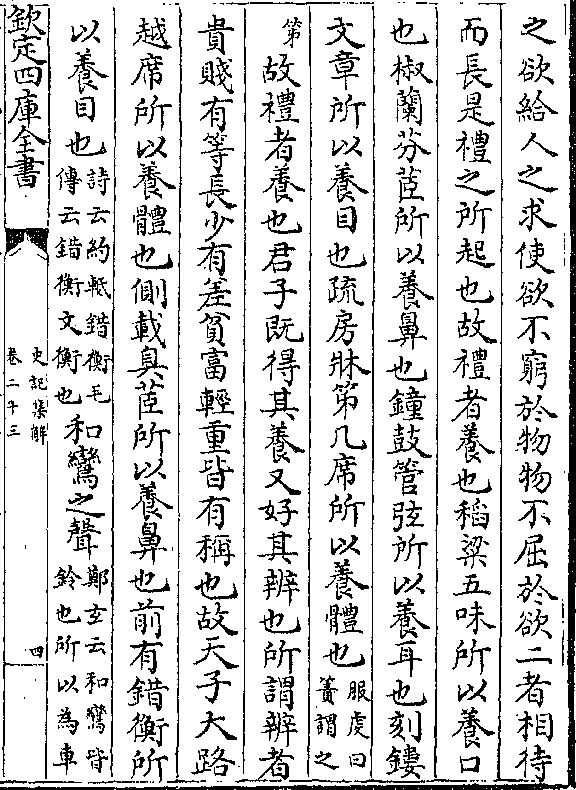 之欲給人之求使欲不窮於物物不屈於欲二者相待
而長是禮之所起也故禮者養也稻粱五味所以養口
也椒蘭芬茝所以養鼻也鐘鼓管弦所以養耳也刻鏤
文章所以養目也疏房牀第几席所以養體也服虔曰簀謂之
第故禮者養也君子既得其養又好其辨也所謂辨者
貴賤有等長少有差貧富輕重皆有稱也故天子大路
越席所以養體也側載臭茝所以養鼻也前有錯衡所
以養目也詩云約軧錯衡毛傳云錯衡文衡也和鸞之聲鄭玄云和鸞皆鈴也所以為車
欽定四庫全書
史記集解
卷二十三
四